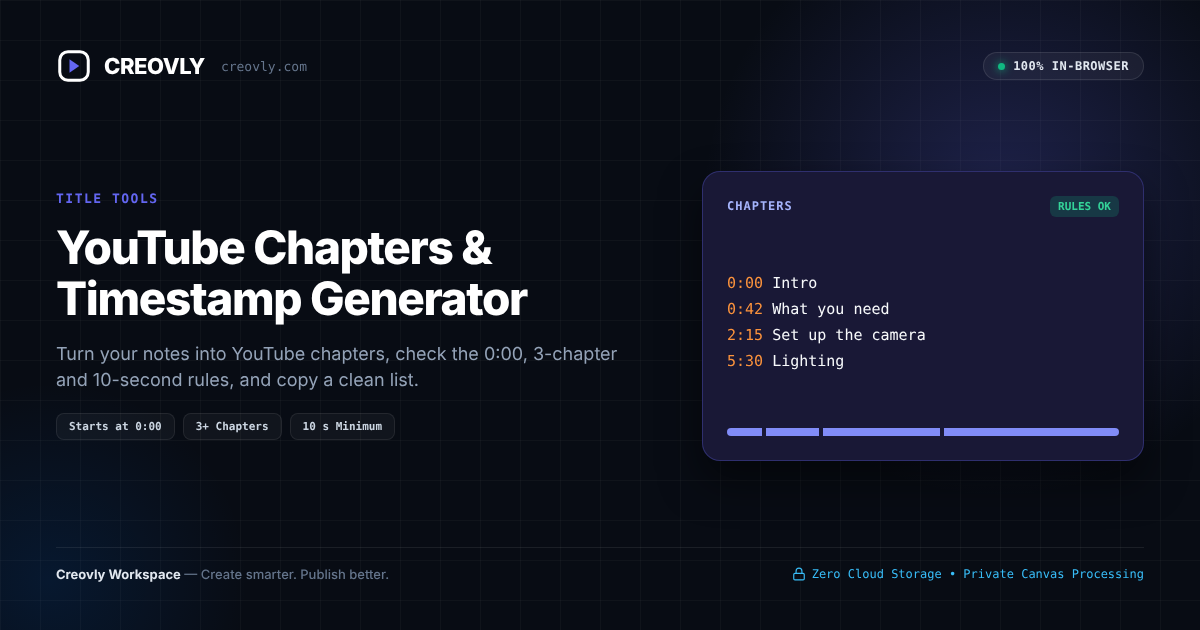 CREOVLY creovly.com
100% IN-BROWSER
TITLE TOOLS
YouTube Chapters &
Timestamp Generator
Turn your notes into YouTube chapters, check the 0:00, 3-chapter
and 10-second rules, and copy a clean list.
Starts at 0:00 3+ Chapters 10 s Minimum
CHAPTERS RULES OK
0:00 Intro
0:42 What you need
2:15 Set up the camera
5:30 Lighting
Creovly Workspace — Create smarter. Publish better.
Zero Cloud Storage • Private Canvas Processing